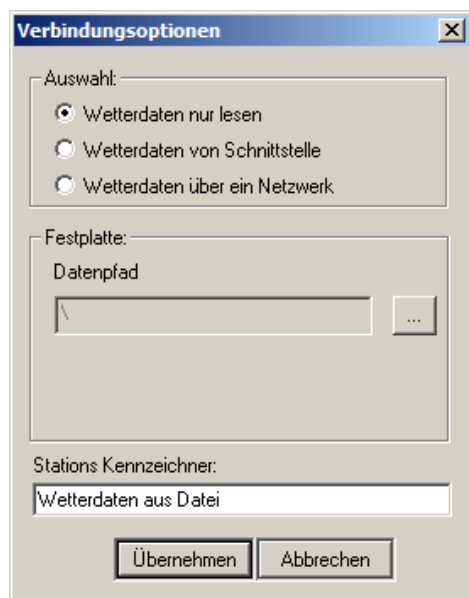 Verbindungsoptionen
Auswahl:
Wetterdaten nur lesen
Wetterdaten von Schnittstelle
Wetterdaten über ein Netzwerk
Festplatte:
Datenpfad
\
...
Stations Kennzeichner:
Wetterdaten aus Datei
Übernehmen Abbrechen